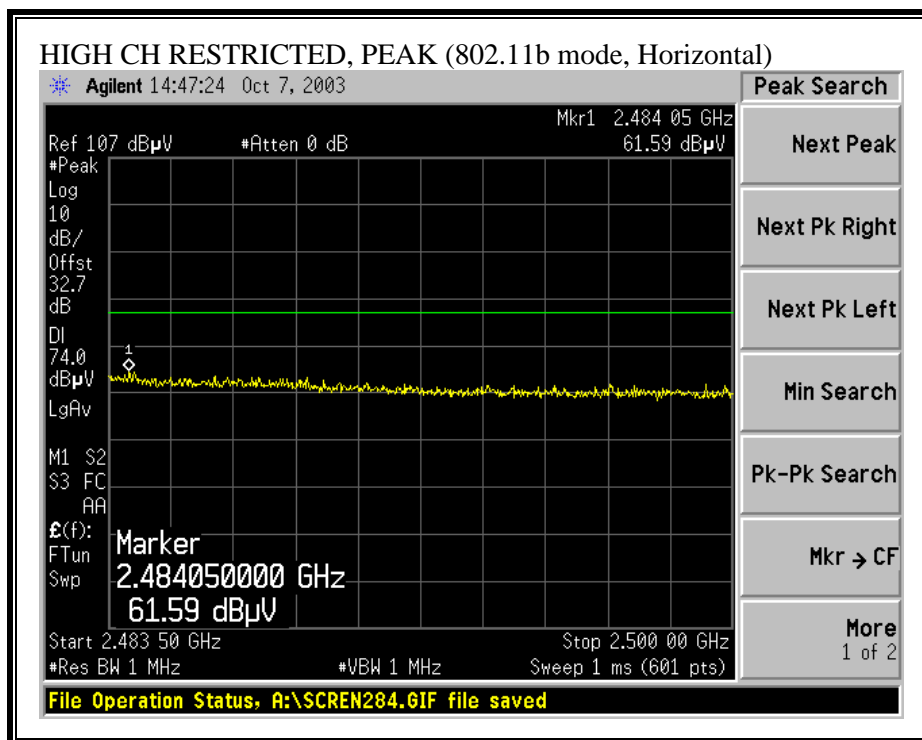 HIGH CH RESTRICTED, PEAK (802.11b mode, Horizontal)
Agilent 14:47:24 Oct 7, 2003
Peak Search
Mkr1 2.484 05 GHz
Ref 107 dBµV #Atten 0 dB 61.59 dBµV
#Peak
Log
10
dB/
Offst
32.7
dB
DI
74.0
dBµV
LgAv
M1 S2
S3 FC
AA
£(f):
FTun
Swp
1
Marker
2.484050000 GHz
61.59 dBµV
Start 2.483 50 GHz Stop 2.500 00 GHz
#Res BW 1 MHz #VBW 1 MHz Sweep 1 ms (601 pts)
Next Peak
Next Pk Right
Next Pk Left
Min Search
Pk-Pk Search
Mkr → CF
More
1 of 2
File Operation Status, A:\SCREN284.GIF file saved